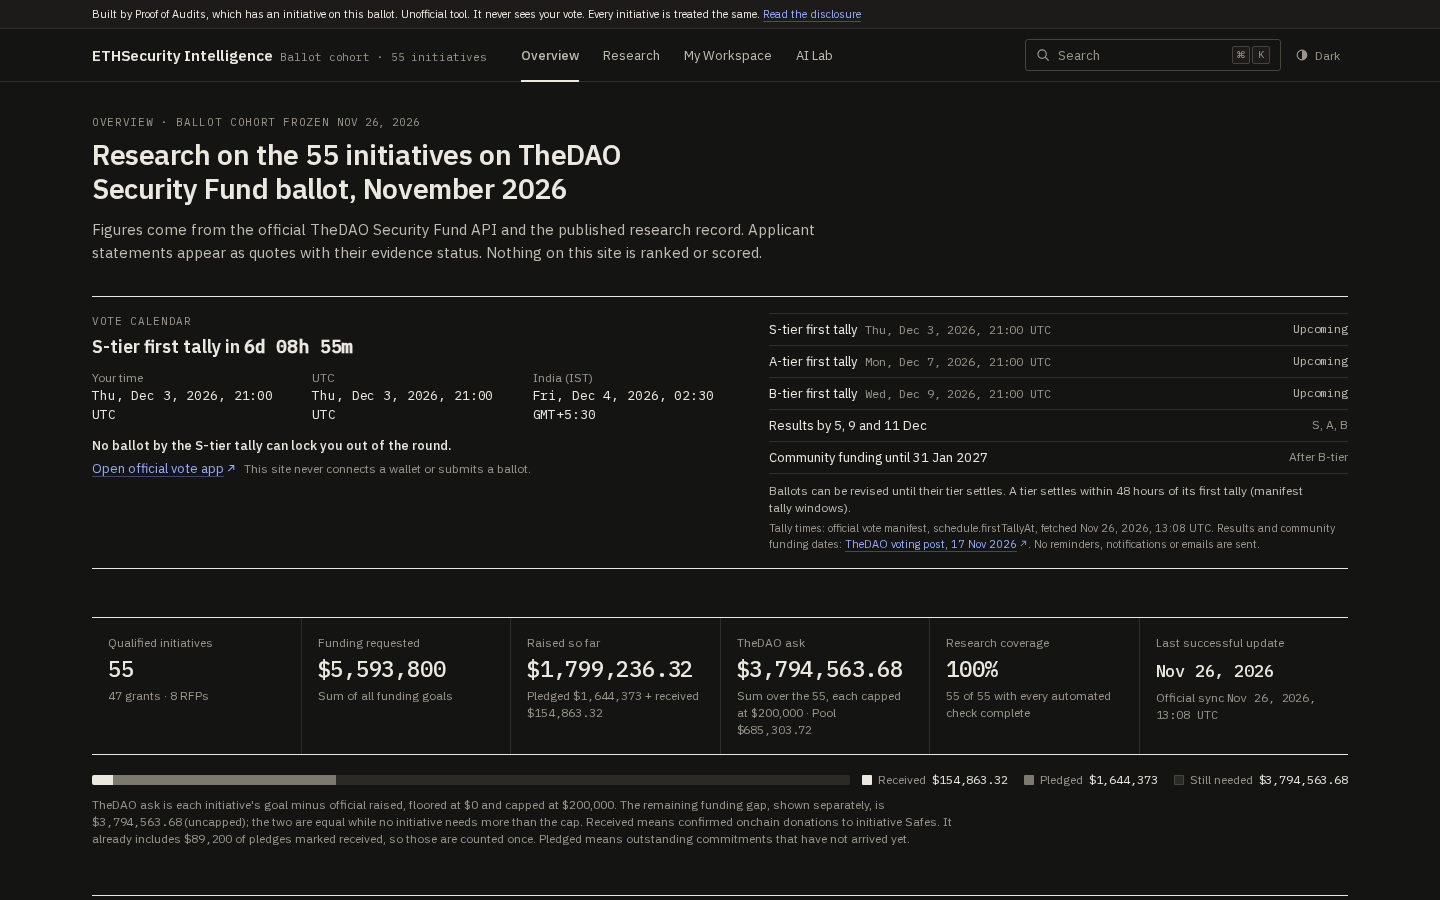 Built by Proof of Audits, which has an initiative on this ballot. Unofficial tool. It never sees your vote. Every initiative is treated the same. Read the disclosure
ETHSecurity Intelligence Ballot cohort · 55 initiatives Overview Research My Workspace AI Lab Search ⌘ K Dark
OVERVIEW · BALLOT COHORT FROZEN NOV 26, 2026
Research on the 55 initiatives on TheDAO
Security Fund ballot, November 2026
Figures come from the official TheDAO Security Fund API and the published research record. Applicant
statements appear as quotes with their evidence status. Nothing on this site is ranked or scored.
VOTE CALENDAR
S-tier first tally in 6d 08h 55m
Your time
Thu, Dec 3, 2026, 21:00
UTC
UTC
Thu, Dec 3, 2026, 21:00
UTC
India (IST)
Fri, Dec 4, 2026, 02:30
GMT+5:30
No ballot by the S-tier tally can lock you out of the round.
Open official vote app ↗ This site never connects a wallet or submits a ballot.
S-tier first tally Thu, Dec 3, 2026, 21:00 UTC Upcoming
A-tier first tally Mon, Dec 7, 2026, 21:00 UTC Upcoming
B-tier first tally Wed, Dec 9, 2026, 21:00 UTC Upcoming
Results by 5, 9 and 11 Dec S, A, B
Community funding until 31 Jan 2027 After B-tier
Ballots can be revised until their tier settles. A tier settles within 48 hours of its first tally (manifest
tally windows).
Tally times: official vote manifest, schedule.firstTallyAt, fetched Nov 26, 2026, 13:08 UTC. Results and community
funding dates: TheDAO voting post, 17 Nov 2026 ↗. No reminders, notifications or emails are sent.
Qualified initiatives
55
47 grants · 8 RFPs
Funding requested
$5,593,800
Sum of all funding goals
Raised so far
$1,799,236.32
Pledged $1,644,373 + received
$154,863.32
TheDAO ask
$3,794,563.68
Sum over the 55, each capped
at $200,000 · Pool
$685,303.72
Research coverage
100%
55 of 55 with every automated
check complete
Last successful update
Nov 26, 2026
Official sync Nov 26, 2026,
13:08 UTC
Received $154,863.32 Pledged $1,644,373 Still needed $3,794,563.68
TheDAO ask is each initiative's goal minus official raised, floored at $0 and capped at $200,000. The remaining funding gap, shown separately, is
$3,794,563.68 (uncapped); the two are equal while no initiative needs more than the cap. Received means confirmed onchain donations to initiative Safes. It
already includes $89,200 of pledges marked received, so those are counted once. Pledged means outstanding commitments that have not arrived yet.